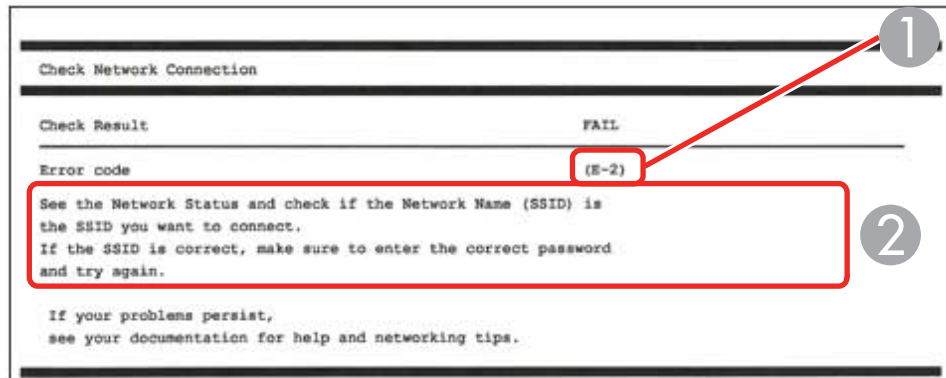 1
Check Network Connection
Check Result FAIL
Error code (E-2)
See the Network Status and check if the Network Name (SSID) is
the SSID you want to connect.
If the SSID is correct, make sure to enter the correct password
and try again.
2
If your problems persist,
see your documentation for help and networking tips.